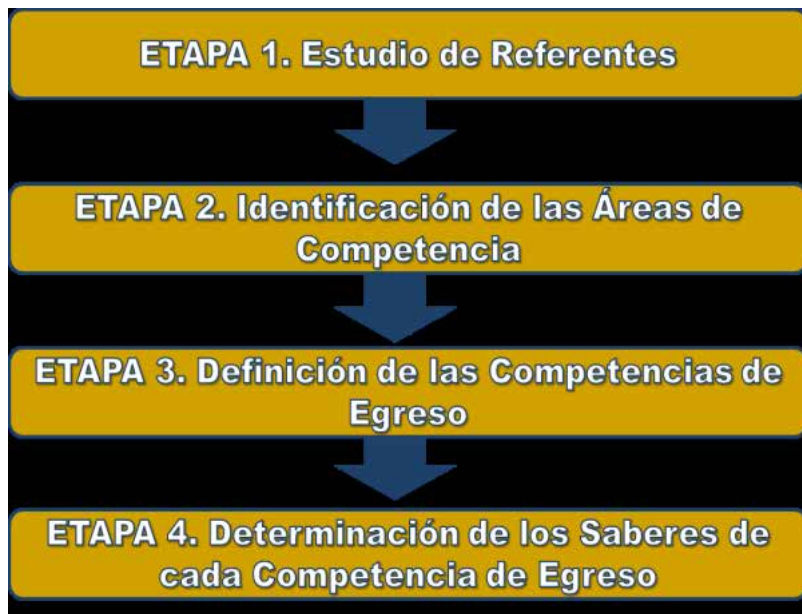 ETAPA 1. Estudio de Referentes
ETAPA 2. Identificación de las Áreas de
Competencia
ETAPA 3. Definición de las Competencias de
Egreso
ETAPA 4. Determinación de los Saberes de
cada Competencia de Egreso